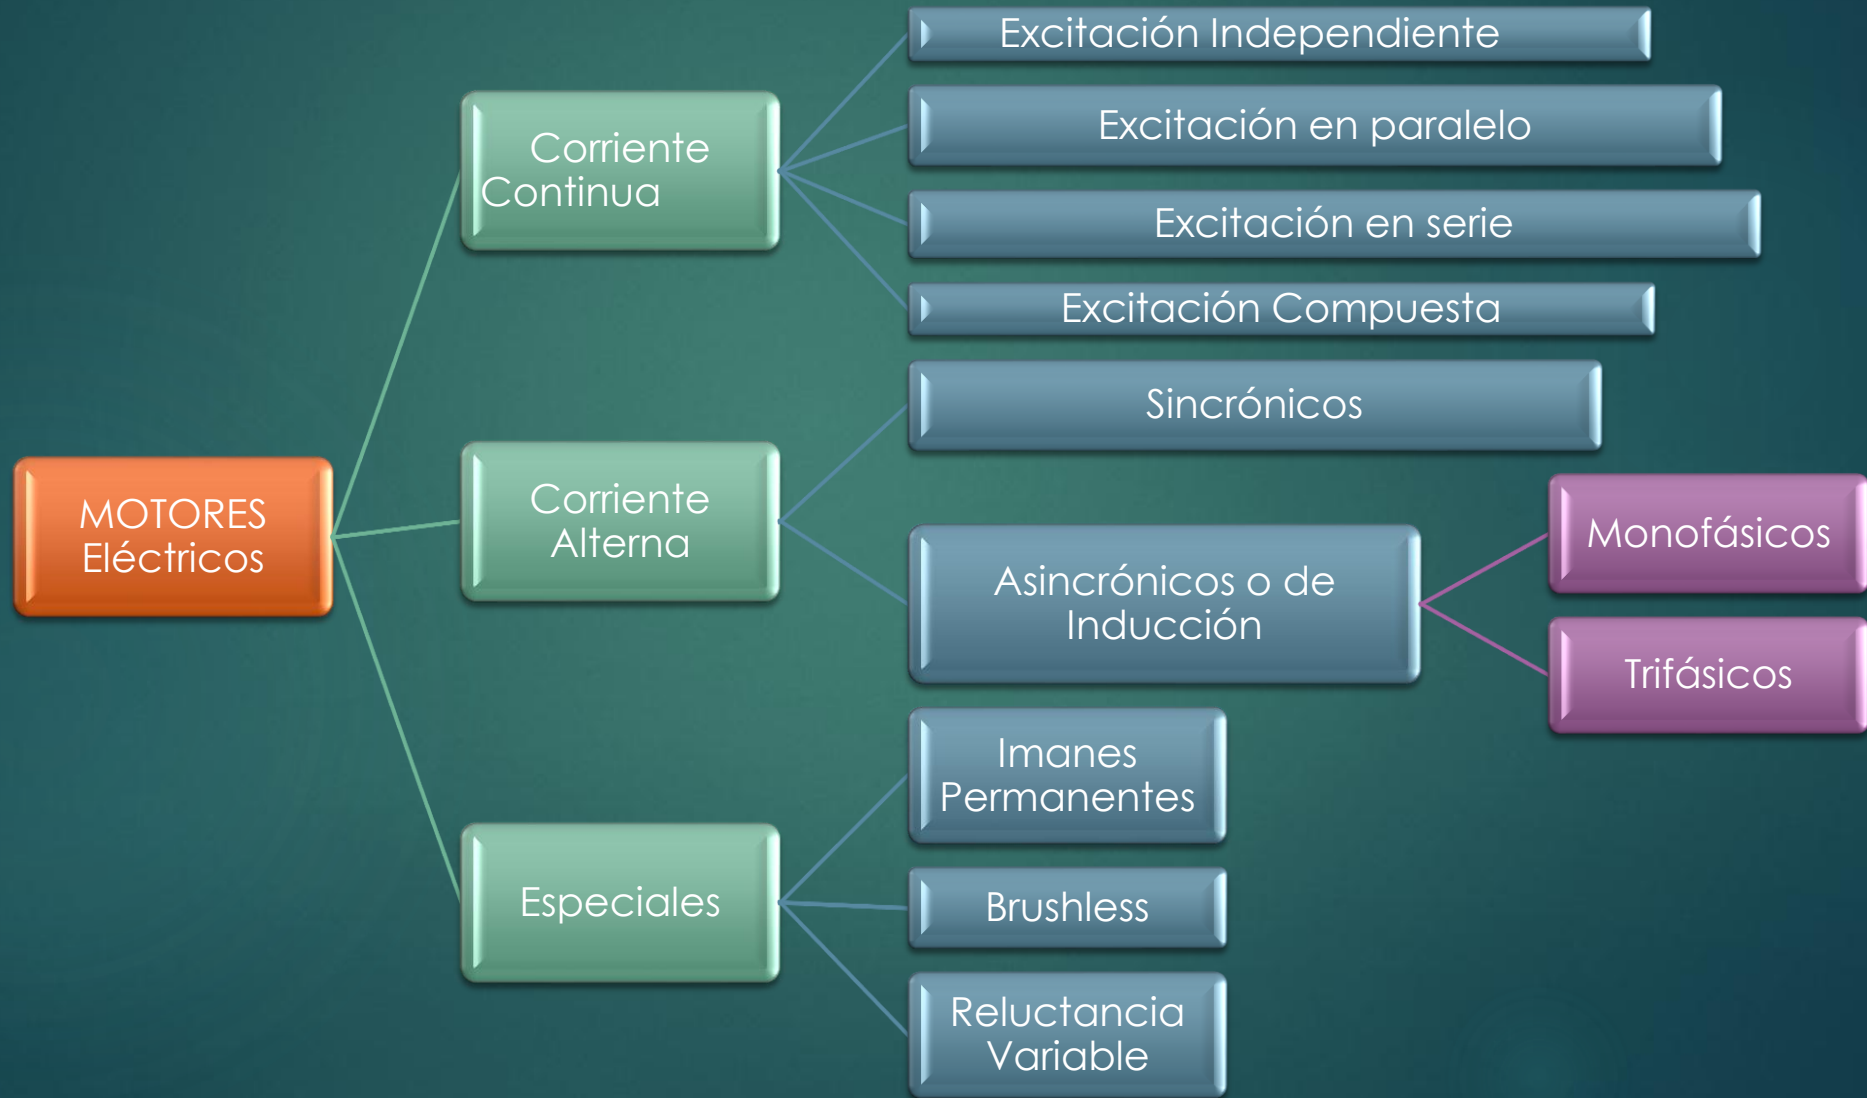 MOTORES
Eléctricos
Corriente
Continua
Excitación Independiente
Excitación en paralelo
Excitación en serie
Excitación Compuesta
Corriente
Alterna
Sincrónicos
Asincrónicos o de
Inducción
Monofásicos
Trifásicos
Especiales
Imanes
Permanentes
Brushless
Reluctancia
Variable